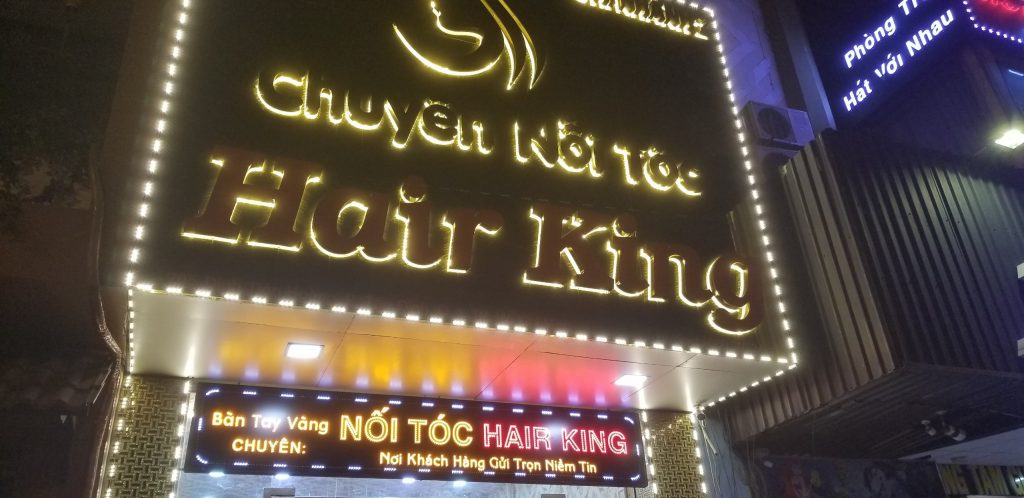 Chuyên Nối Tóc
Hair King
Phòng
Hát Với Nhau
Bàn Tay Vàng
CHUYÊN:
NỐI TÓC HAIR KING
Nơi Khách Hàng Gửi Trọn Niềm Tin